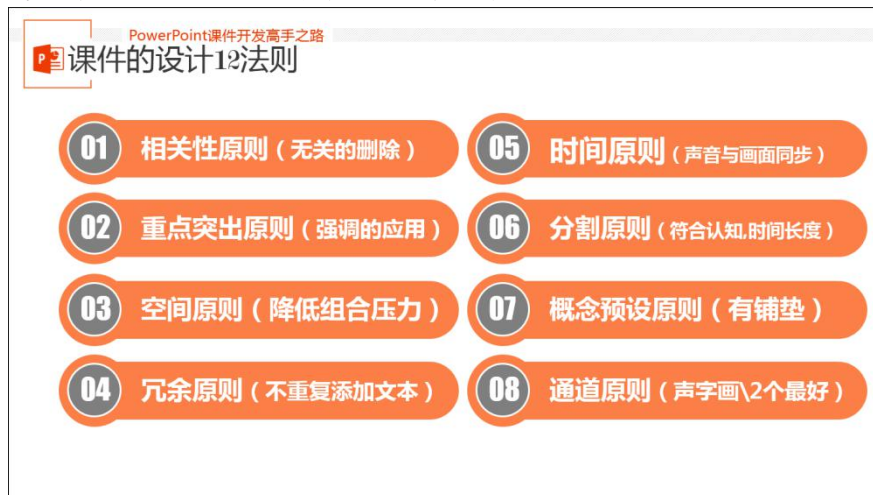 PowerPoint课件开发高手之路
P
课件的设计12法则
01 相关性原则（无关的删除）
02 重点突出原则（强调的应用）
03 空间原则（降低组合压力）
04 冗余原则（不重复添加文本）
05 时间原则（声音与画面同步）
06 分割原则（符合认知,时间长度）
07 概念预设原则（有铺垫）
08 通道原则（声字画\2个最好）